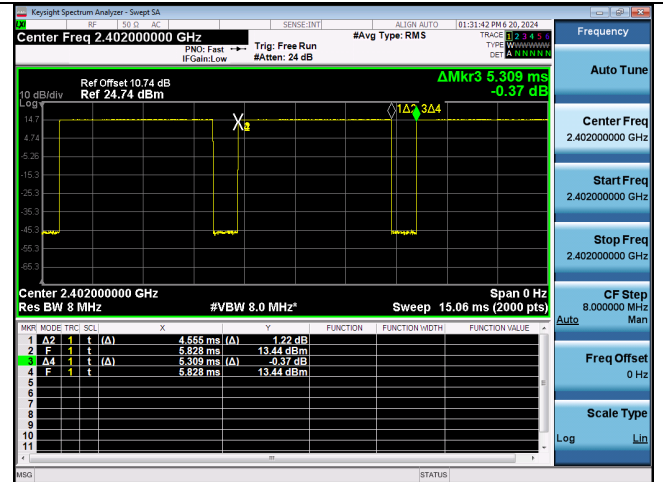 Keysight Spectrum Analyzer - Swept SA
LXI RF 50 Ω AC SENSE:INT ALIGN AUTO 01:31:42 PM 6 20, 2024
Center Freq 2.402000000 GHz
PNO: Fast
IFGain:Low
Trig: Free Run
#Atten: 24 dB
#Avg Type: RMS
TRACE 1 2 3 4 5 6
TYPE WWWWWW
DET A NNNNN
Frequency
Auto Tune
Center Freq
2.402000000 GHz
Start Freq
2.402000000 GHz
Stop Freq
2.402000000 GHz
CF Step
8.000000 MHz
Auto Man
Freq Offset
0 Hz
Scale Type
Log Lin
ΔMkr3 5.309 ms
-0.37 dB
Ref Offset 10.74 dB
10 dB/div Ref 24.74 dBm
Log
14.7
4.74
-5.26
-15.3
-25.3
-35.3
-45.3
-55.3
-65.3
1Δ2 3Δ4
Center 2.402000000 GHz Span 0 Hz
Res BW 8 MHz #VBW 8.0 MHz* Sweep 15.06 ms (2000 pts)
MKR MODE TRC SCL X Y FUNCTION FUNCTION WIDTH FUNCTION VALUE
1 Δ2 1 t (Δ) 4.555 ms (Δ) 1.22 dB
2 F 1 t 5.828 ms 13.44 dBm
3 Δ4 1 t (Δ) 5.309 ms (Δ) -0.37 dB
4 F 1 t 5.828 ms 13.44 dBm
5
6
7
8
9
10
11
MSG STATUS